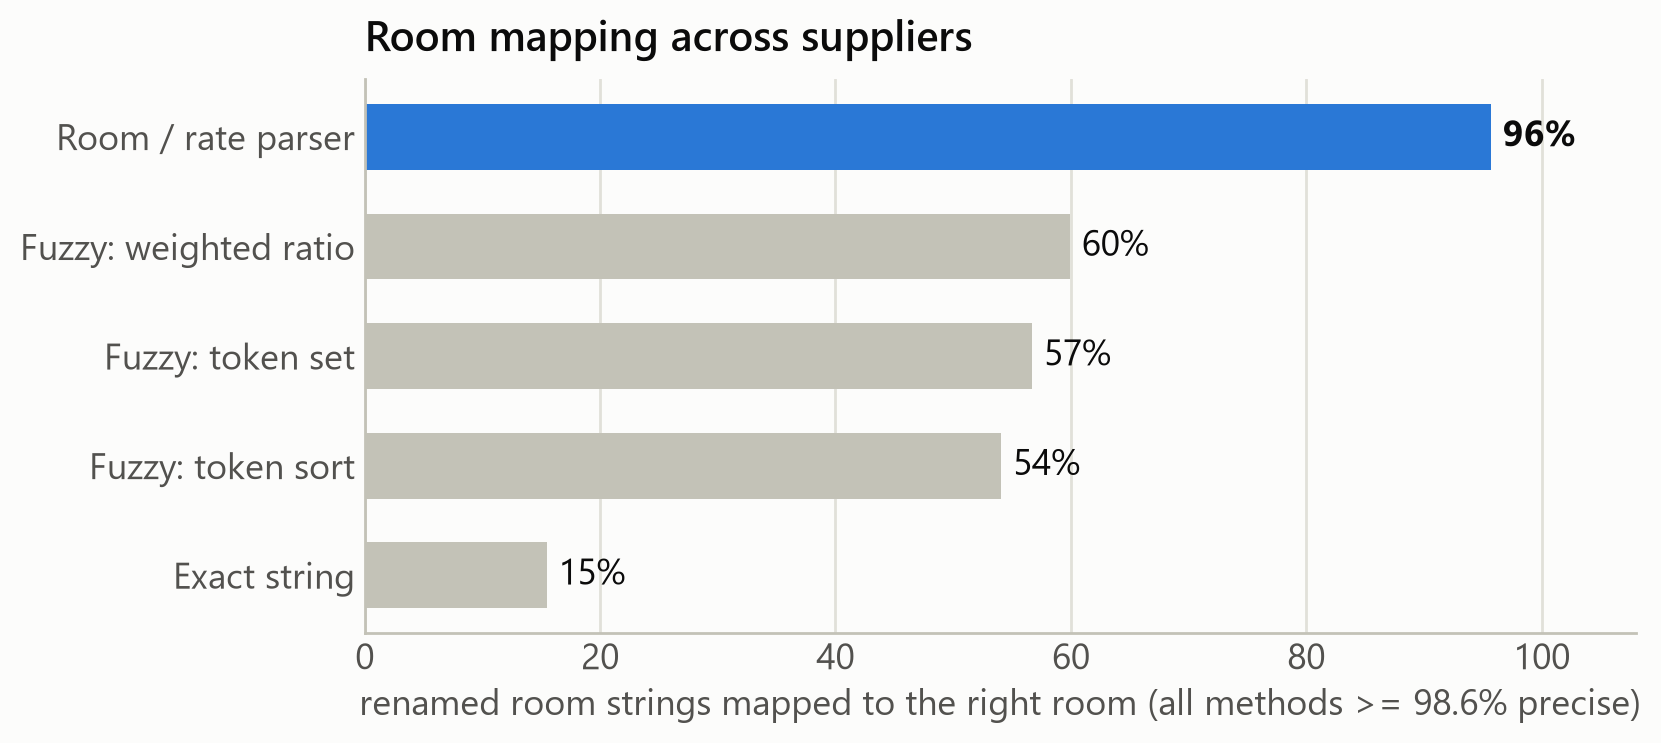 Room mapping across suppliers
Room / rate parser
96%
Fuzzy: weighted ratio
60%
Fuzzy: token set
57%
Fuzzy: token sort
54%
Exact string
15%
0 20 40 60 80 100
renamed room strings mapped to the right room (all methods >= 98.6% precise)